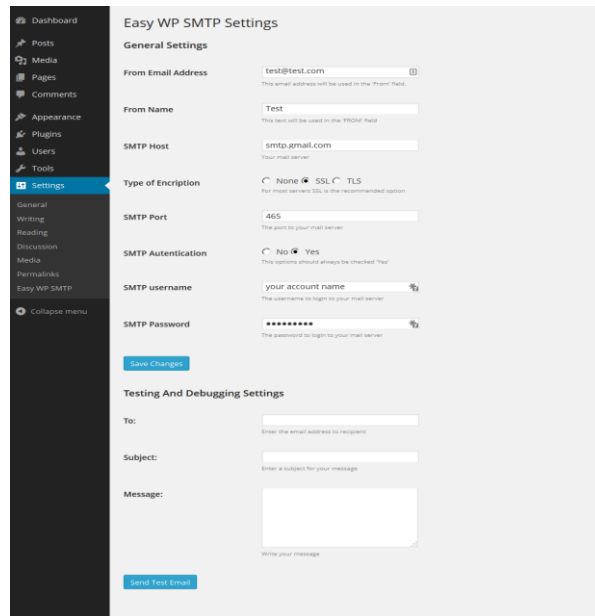 Dashboard
Posts
Media
Pages
Comments
Appearance
Plugins
Users
Tools
Settings
General
Writing
Reading
Discussion
Media
Permalinks
Easy WP SMTP
Collapse menu
Easy WP SMTP Settings
General Settings
From Email Address
test@test.com
This email address will be used in the 'From' field.
From Name
Test
This text will be used in the 'FROM' field
SMTP Host
smtp.gmail.com
Your mail server
Type of Encription
None SSL TLS
For most servers SSL is the recommended option
SMTP Port
465
The port to your mail server
SMTP Autentication
No Yes
This options should always be checked 'Yes'
SMTP username
your account name
The username to login to your mail server
SMTP Password
•••••••••
The password to login to your mail server
Save Changes
Testing And Debugging Settings
To:
Enter the email address to recipient
Subject:
Enter a subject for your message
Message:
Write your message
Send Test Email